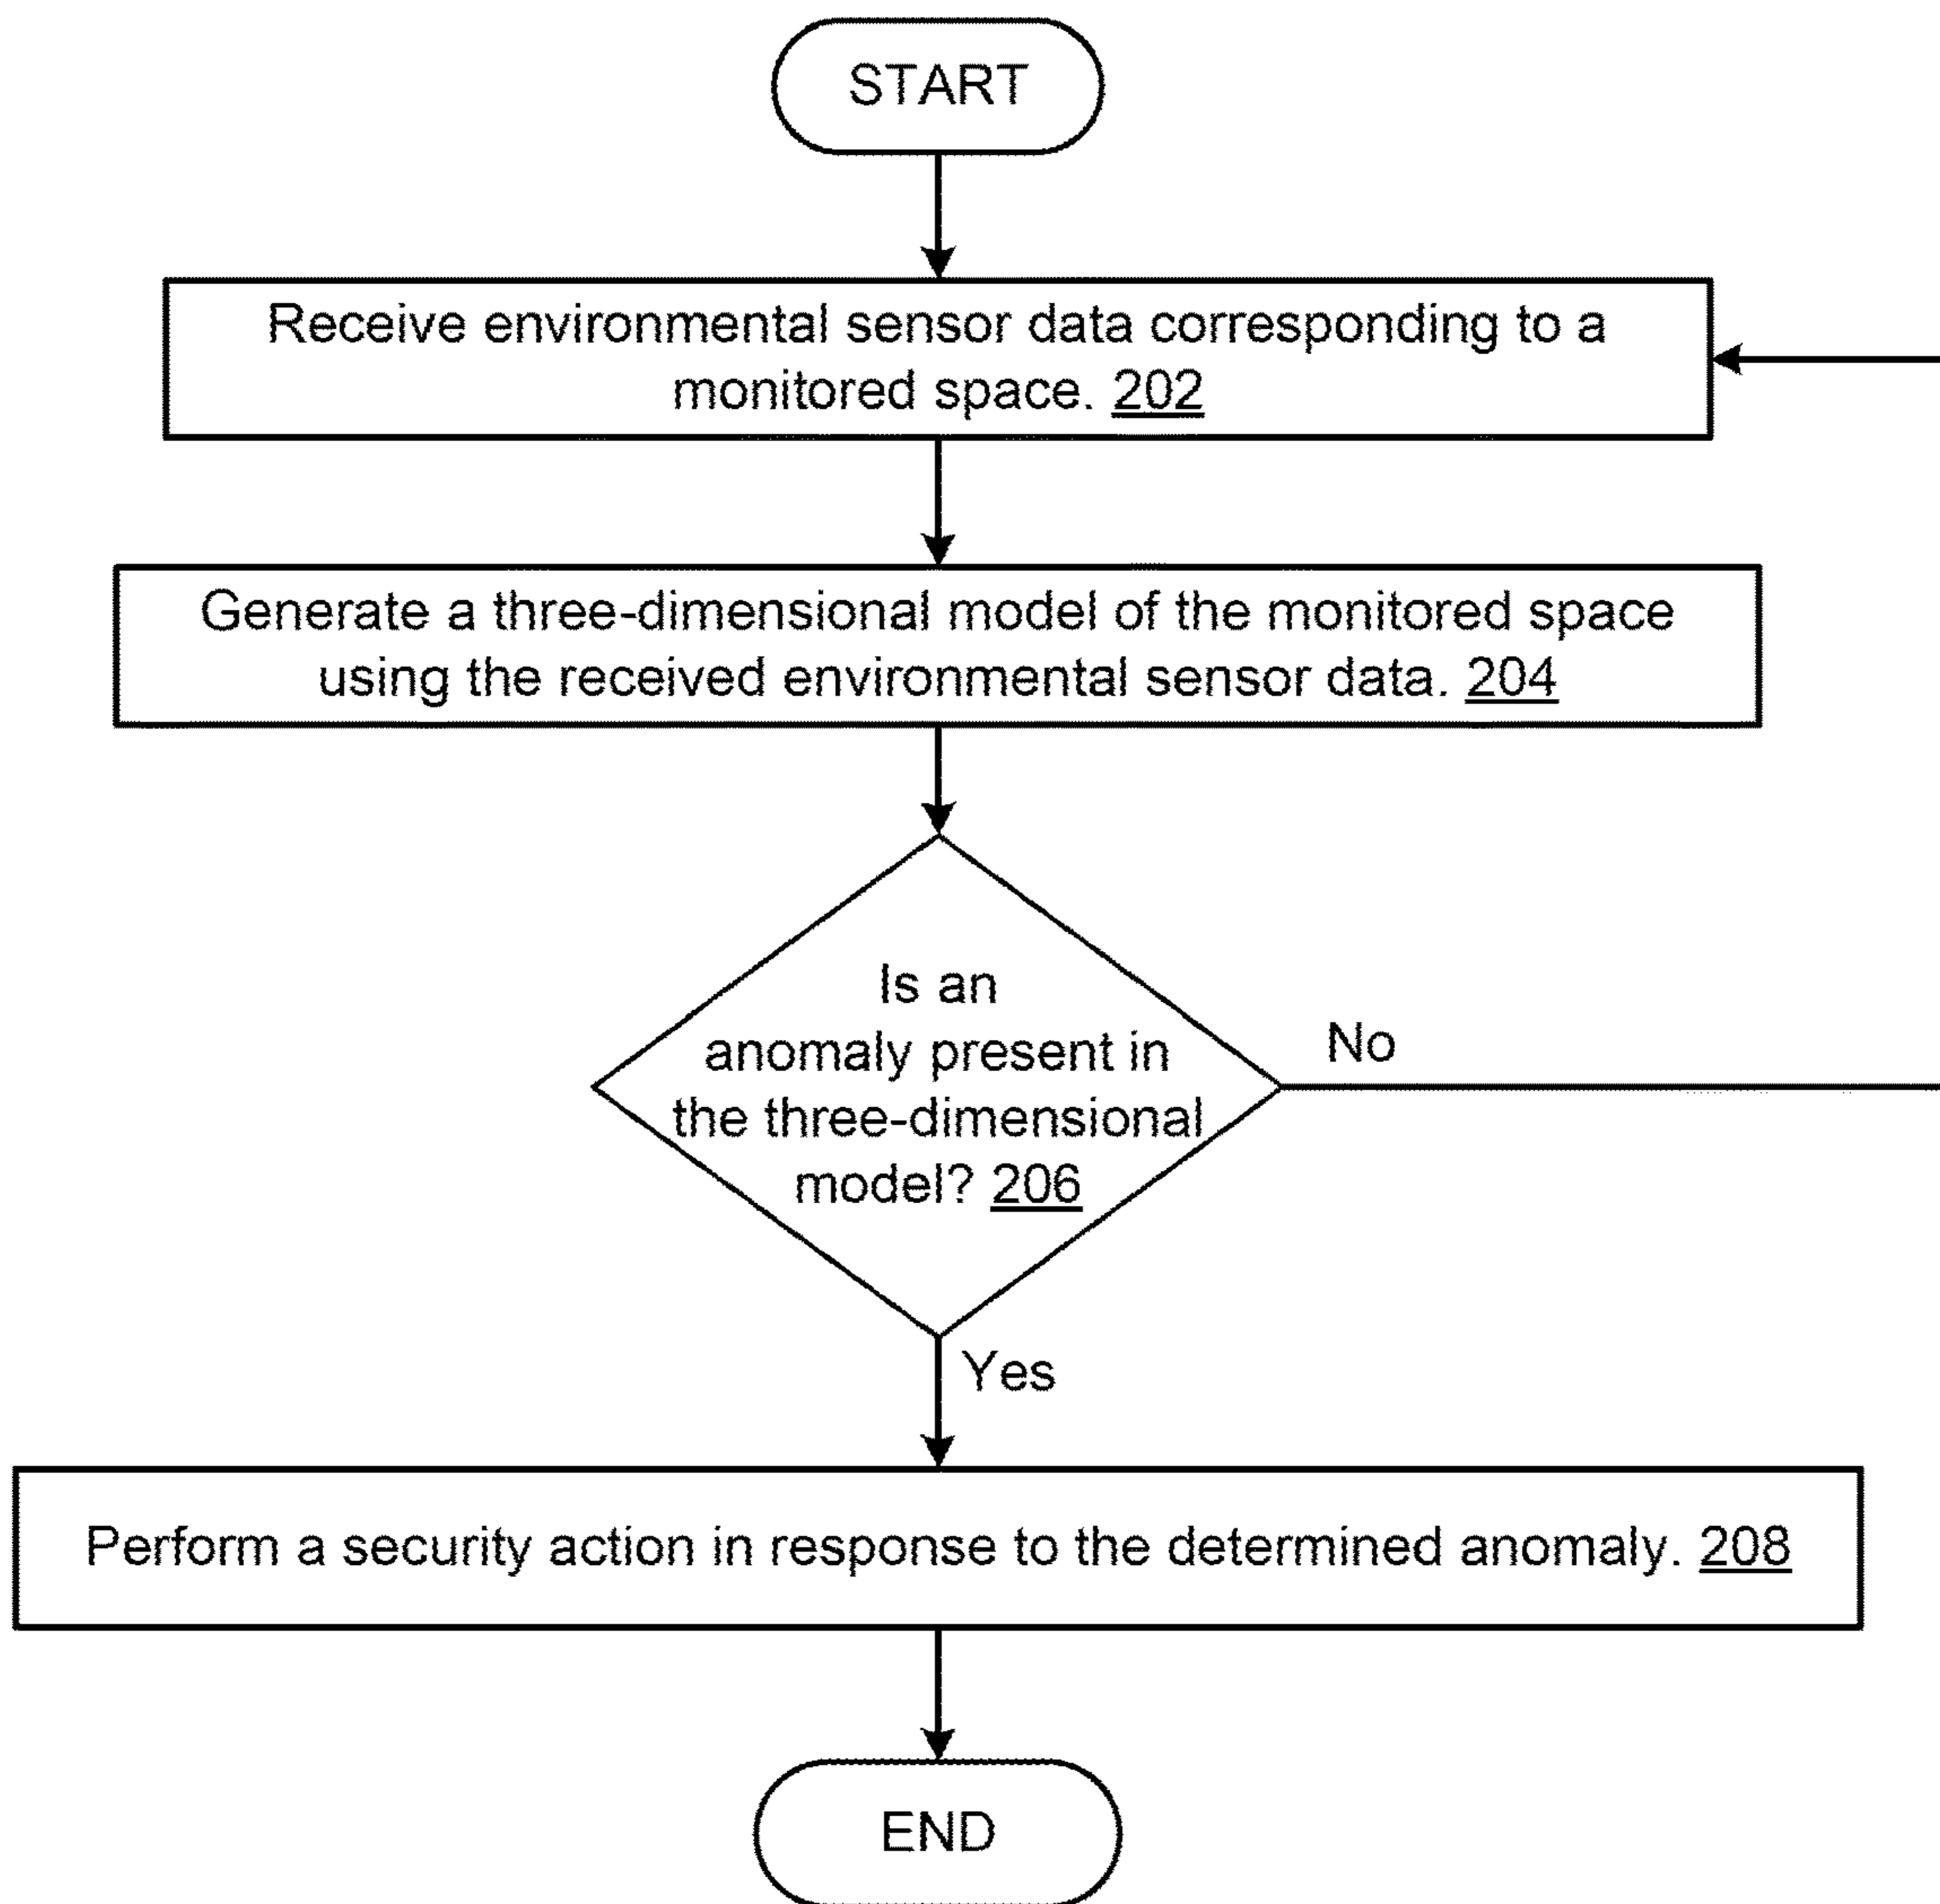 START
Receive environmental sensor data corresponding to a
monitored space. 202
Generate a three-dimensional model of the monitored space
using the received environmental sensor data. 204
Is an
anomaly present in
the three-dimensional
model? 206
No
Yes
Perform a security action in response to the determined anomaly. 208
END